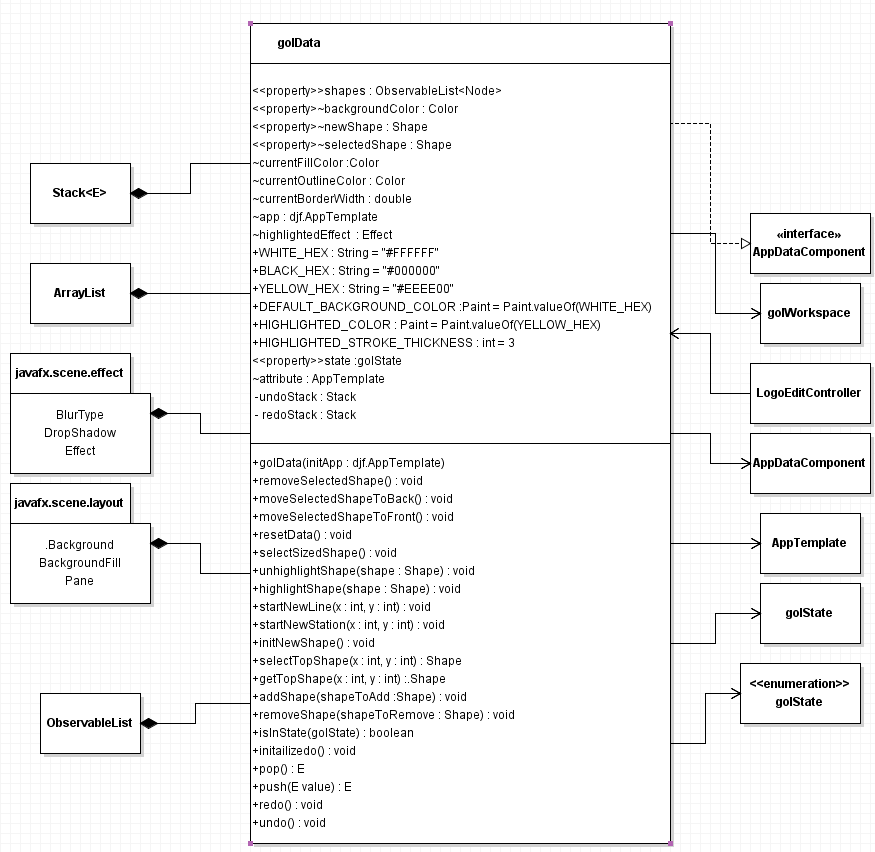 golData
<<property>>shapes : ObservableList<Node>
<<property>~backgroundColor : Color
<<property>~newShape : Shape
<<property>~selectedShape : Shape
~currentFillColor :Color
~currentOutlineColor : Color
~currentBorderWidth : double
~app : djf.AppTemplate
~highlightedEffect : Effect
+WHITE_HEX : String = "#FFFFFF"
+BLACK_HEX : String = "#000000"
+YELLOW_HEX : String = "#EEEE00"
+DEFAULT_BACKGROUND_COLOR :Paint = Paint.valueOf(WHITE_HEX)
+HIGHLIGHTED_COLOR : Paint = Paint.valueOf(YELLOW_HEX)
+HIGHLIGHTED_STROKE_THICKNESS : int = 3
<<property>>state :golState
~attribute : AppTemplate
-undoStack : Stack
- redoStack : Stack
+golData(initApp : djf.AppTemplate)
+removeSelectedShape() : void
+moveSelectedShapeToBack() : void
+moveSelectedShapeToFront() : void
+resetData() : void
+selectSizedShape() : void
+unhighlightShape(shape : Shape) : void
+highlightShape(shape : Shape) : void
+startNewLine(x : int, y : int) : void
+startNewStation(x : int, y : int) : void
+initNewShape() : void
+selectTopShape(x : int, y : int) : Shape
+getTopShape(x : int, y : int) :.Shape
+addShape(shapeToAdd :Shape) : void
+removeShape(shapeToRemove : Shape) : void
+isInState(golState) : boolean
+initailizedo() : void
+pop() : E
+push(E value) : E
+redo() : void
+undo() : void
Stack<E>
ArrayList
javafx.scene.effect
BlurType
DropShadow
Effect
javafx.scene.layout
.Background
BackgroundFill
Pane
ObservableList
«interface»
AppDataComponent
golWorkspace
LogoEditController
AppDataComponent
AppTemplate
golState
<<enumeration>>
golState